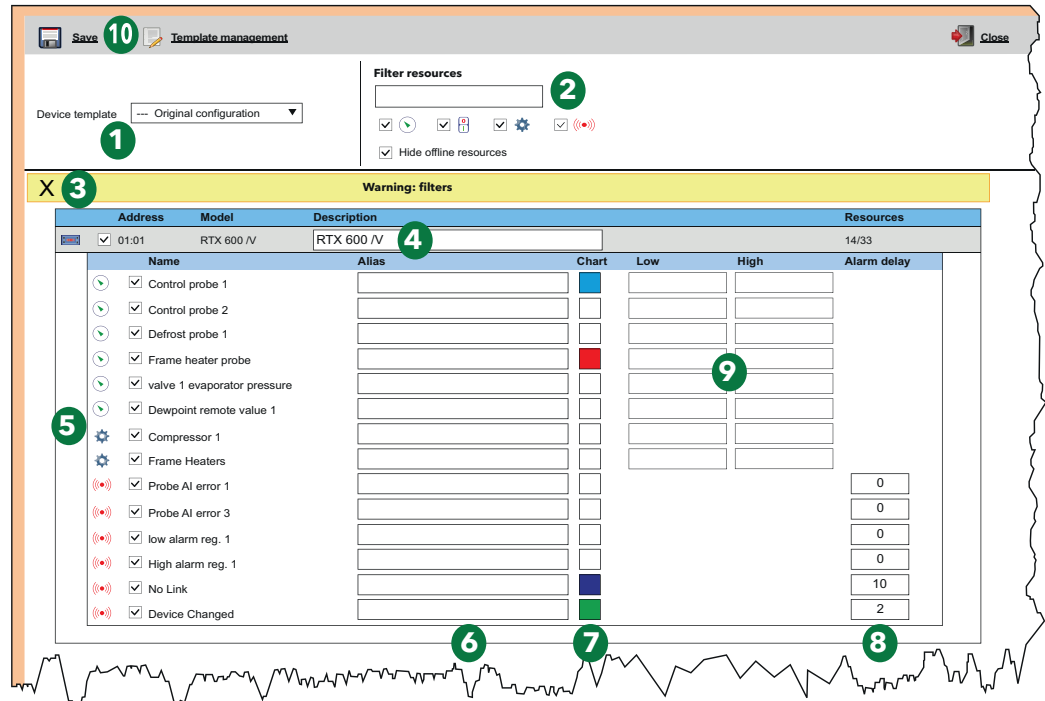 Save 10 Template management Close
Filter resources
2
Device template --- Original configuration
1
Hide offline resources
X 3 Warning: filters
Address Model Description Resources
01:01 RTX 600 /V RTX 600 /V 4 14/33
Name Alias Chart Low High Alarm delay
Control probe 1
Control probe 2
Defrost probe 1
Frame heater probe
9
valve 1 evaporator pressure
Dewpoint remote value 1
5
Compressor 1
Frame Heaters
Probe AI error 1 0
Probe AI error 3 0
low alarm reg. 1 0
High alarm reg. 1 0
No Link 10
Device Changed 2
6 7 8